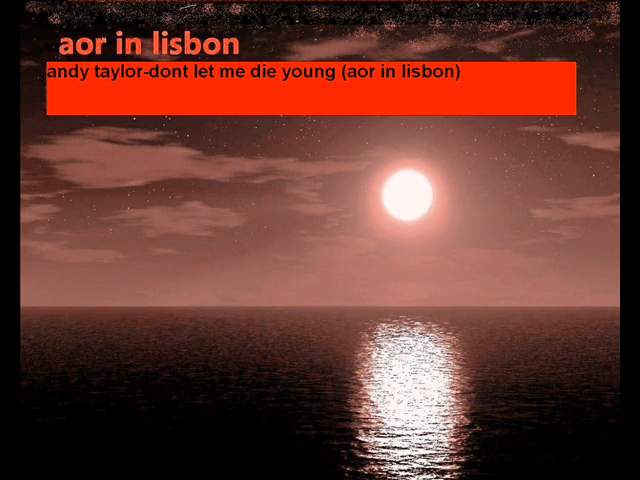 aor in lisbon
andy taylor-dont let me die young (aor in lisbon)